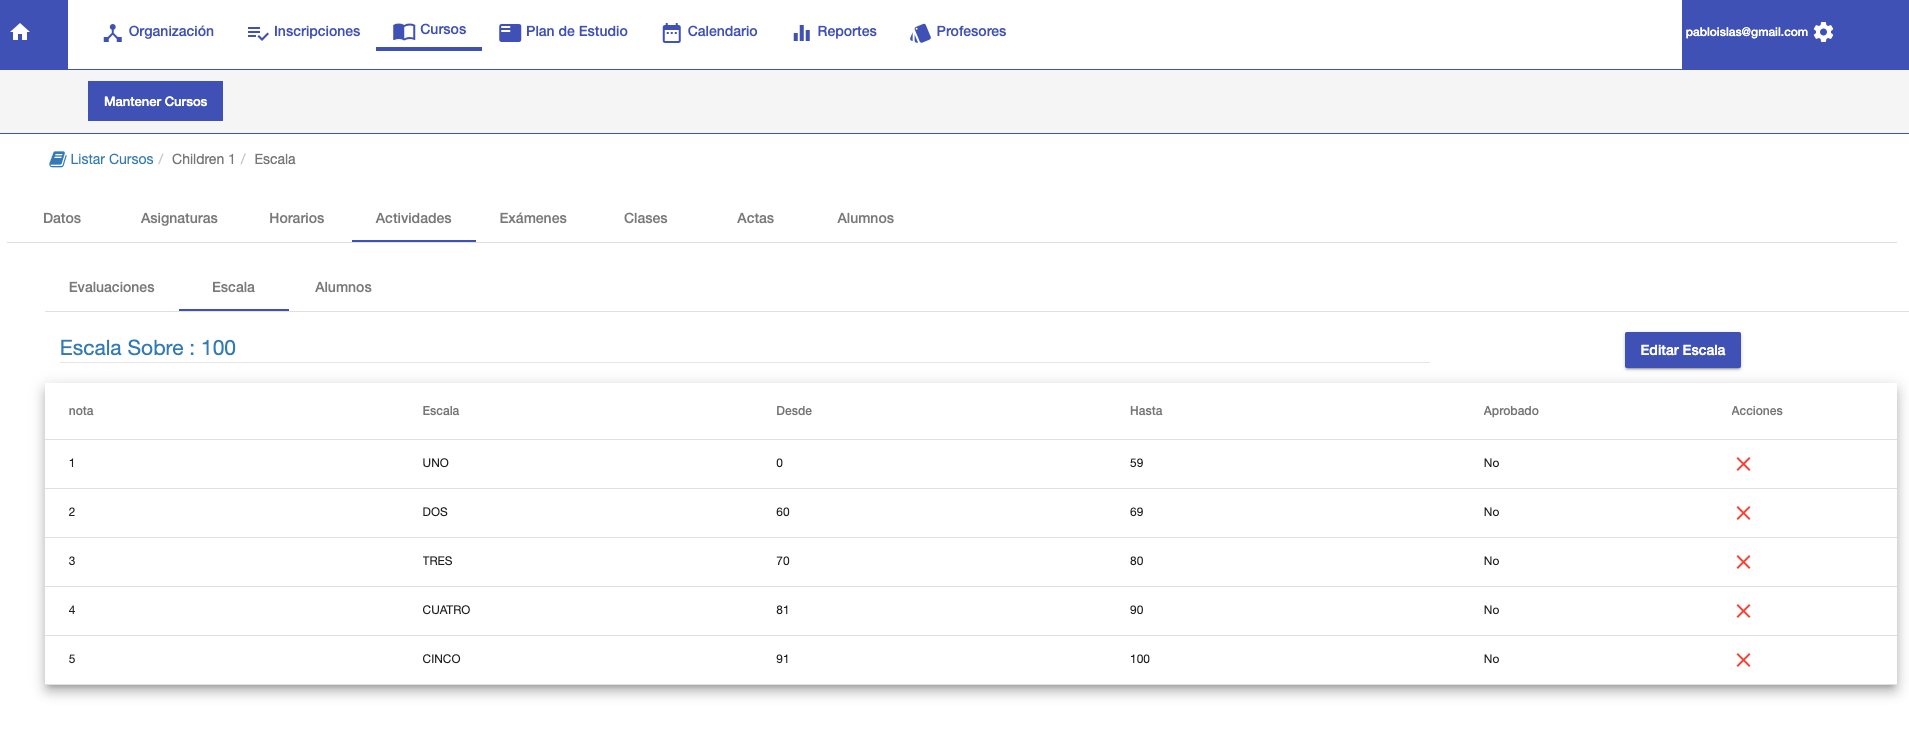 Organización Inscripciones Cursos Plan de Estudio Calendario Reportes Profesores pabloislas@gmail.com
Mantener Cursos
Listar Cursos / Children 1 / Escala
Datos Asignaturas Horarios Actividades Exámenes Clases Actas Alumnos
Evaluaciones Escala Alumnos
Escala Sobre : 100 Editar Escala
nota Escala Desde Hasta Aprobado Acciones
1 UNO 0 59 No
2 DOS 60 69 No
3 TRES 70 80 No
4 CUATRO 81 90 No
5 CINCO 91 100 No